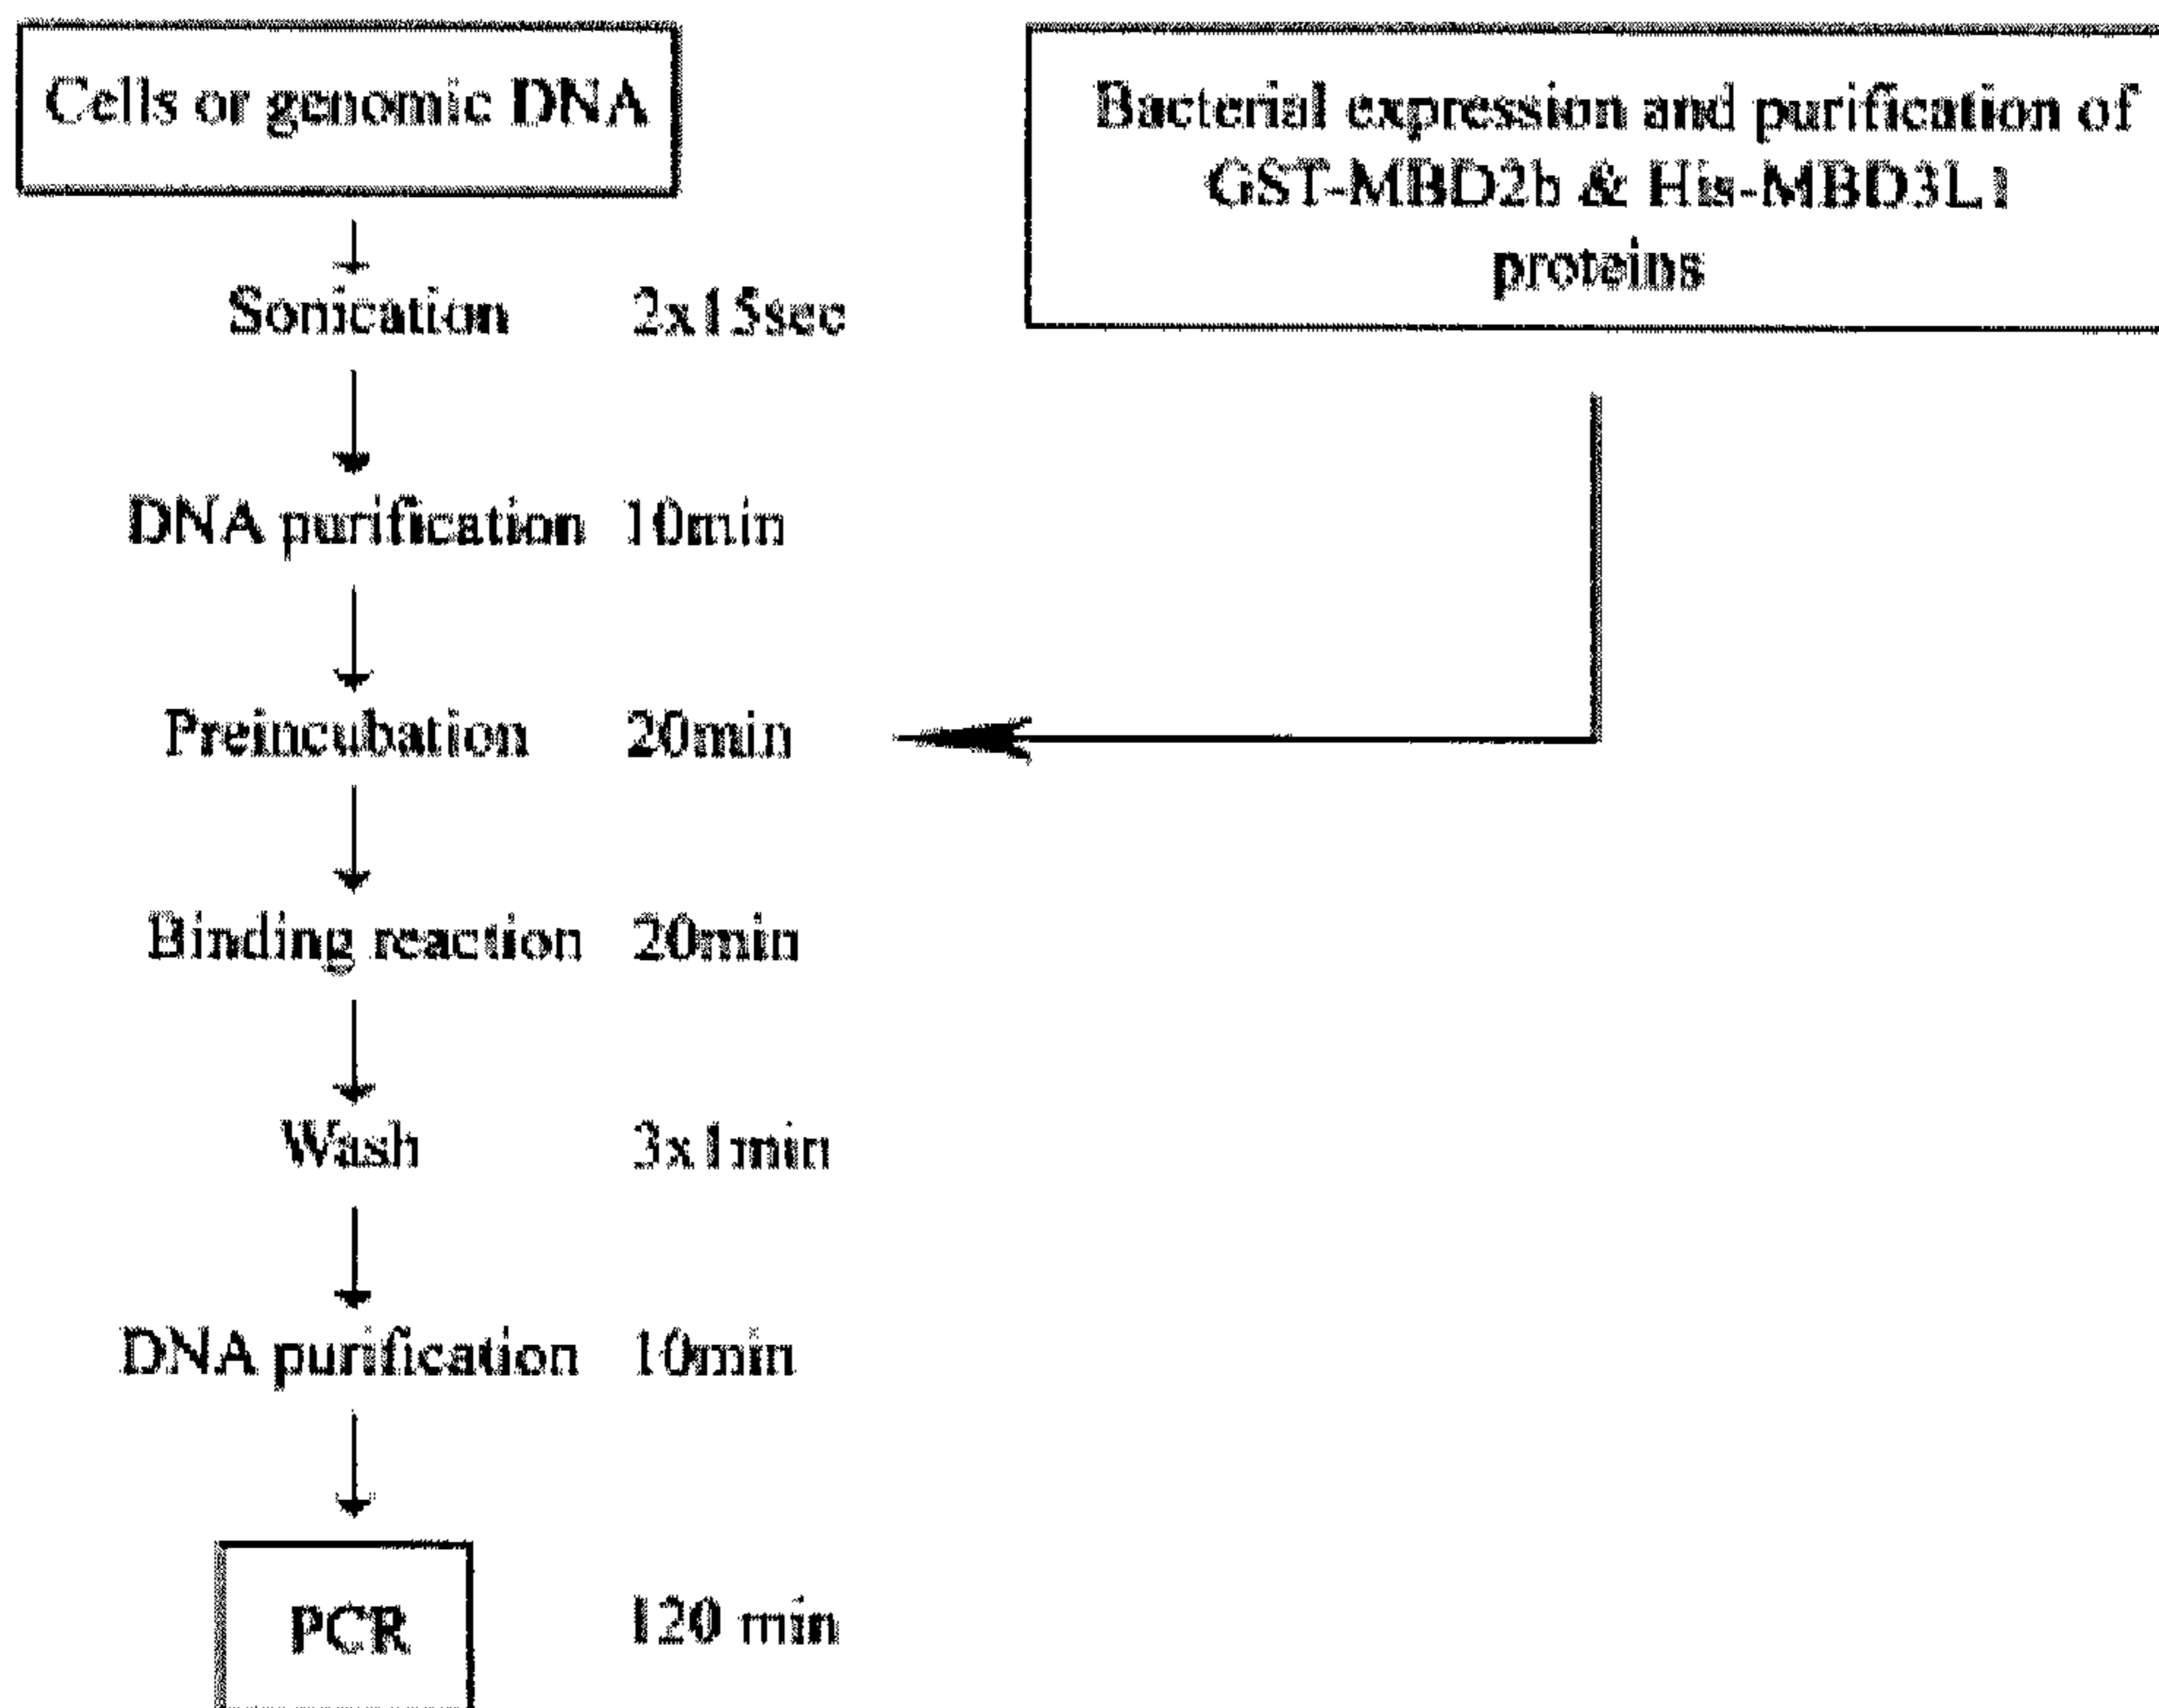 Cells or genomic DNA
Bacterial expression and purification of
GST-MBD2b & His-MBD3L1
proteins
Sonication 2x15sec
DNA purification 10min
Preincubation 20min
Binding reaction 20min
Wash 3x1min
DNA purification 10min
PCR 120 min